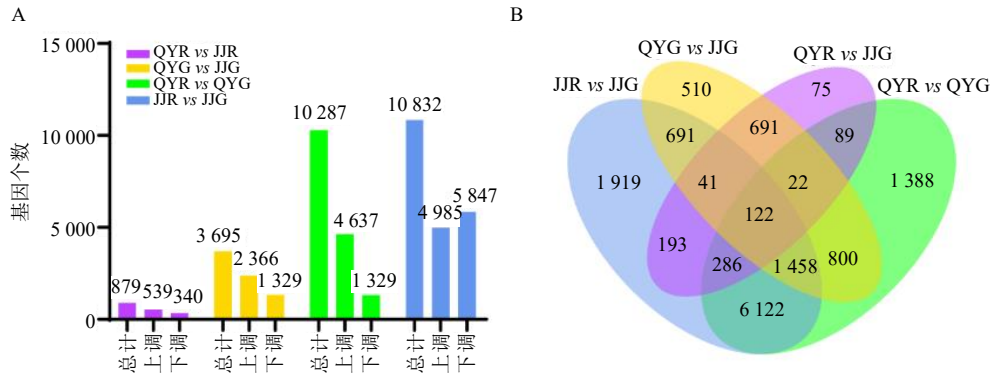 A
B
基因个数
15 000
10 000
5 000
0
QYR vs JJR
QYG vs JJG
QYR vs QYG
JJR vs JJG
879
539
340
3 695
2 366
1 329
10 287
4 637
1 329
10 832
4 985
5 847
总计
上调
下调
总计
上调
下调
总计
上调
下调
总计
上调
下调
JJR vs JJG
QYG vs JJG
QYR vs JJG
QYR vs QYG
510
75
691
691
89
1 919
41
22
1 388
122
193
286
1 458
800
6 122